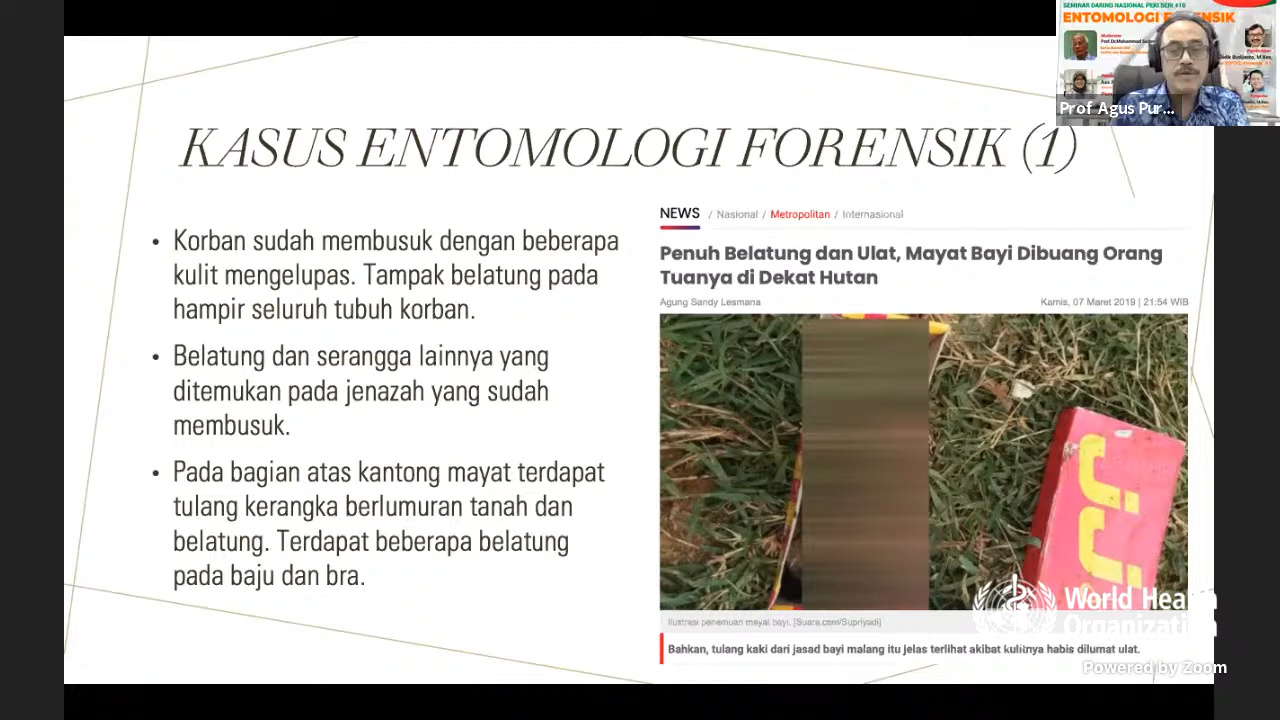 SEMINAR DARING NASIONAL PEKI SERI #10
ENTOMOLOGI FORENSIK
Moderator
Prof Agus Pur...
KASUS ENTOMOLOGI FORENSIK (1)
• Korban sudah membusuk dengan beberapa
kulit mengelupas. Tampak belatung pada
hampir seluruh tubuh korban.
• Belatung dan serangga lainnya yang
ditemukan pada jenazah yang sudah
membusuk.
• Pada bagian atas kantong mayat terdapat
tulang kerangka berlumuran tanah dan
belatung. Terdapat beberapa belatung
pada baju dan bra.
NEWS / Nasional / Metropolitan / Internasional
Penuh Belatung dan Ulat, Mayat Bayi Dibuang Orang
Tuanya di Dekat Hutan
Agung Sandy Lesmana
Kamis, 07 Maret 2019 | 21:54 WIB
Ilustrasi penemuan mayat bayi. [Suara.com/Supriyadi]
Bahkan, tulang kaki dari jasad bayi malang itu jelas terlihat akibat kulitnya habis dilumat ulat.
World Health
Organization
Powered by Zoom